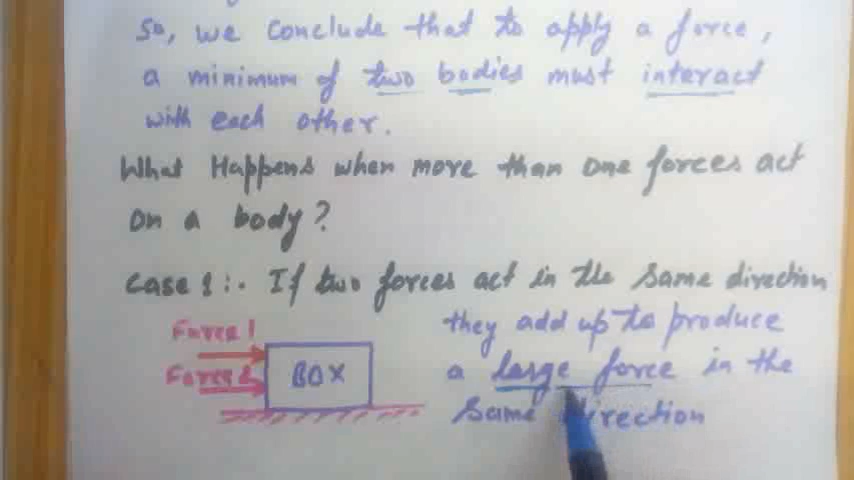 So, we conclude that to apply a force,
a minimum of two bodies must interact
with each other.
What Happens when more than one forces act
on a body?
Case 1:- If two forces act in the same direction
they add up to produce
a large force in the
same direction
Force 1
Force 2
BOX